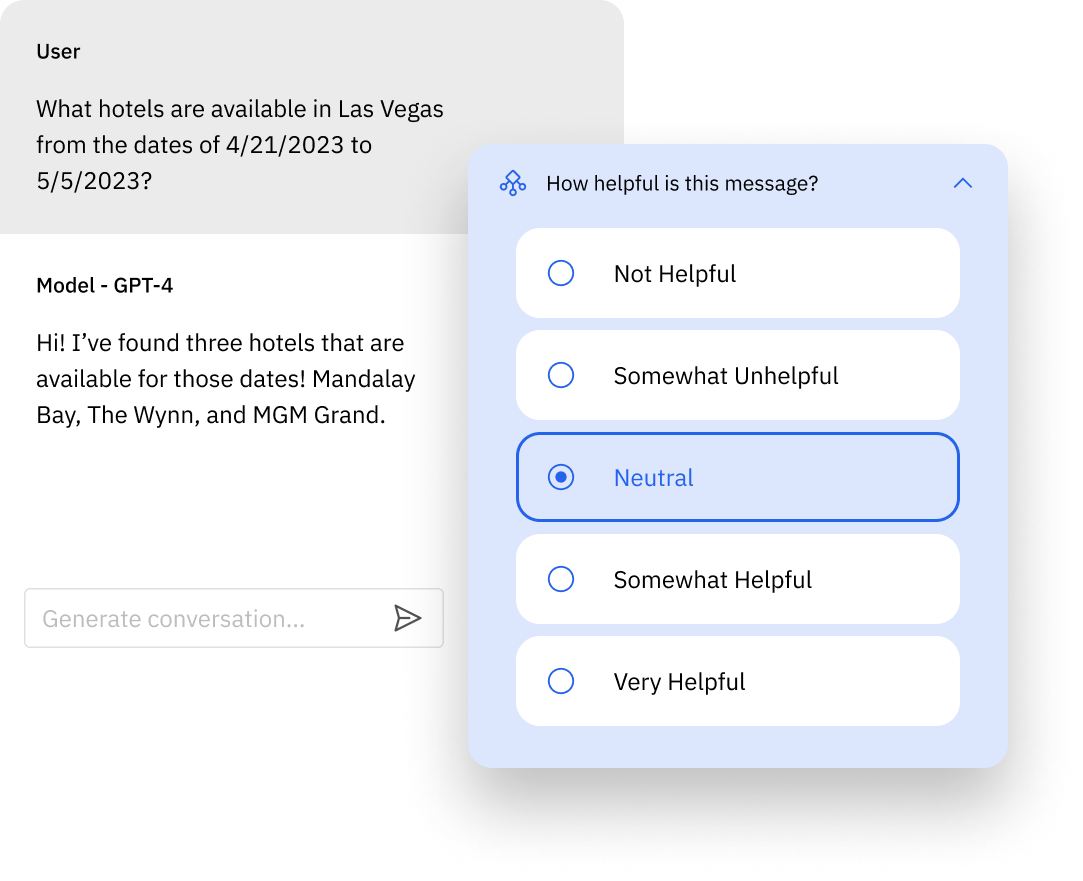 User
What hotels are available in Las Vegas
from the dates of 4/21/2023 to
5/5/2023?
Model - GPT-4
Hi! I’ve found three hotels that are
available for those dates! Mandalay
Bay, The Wynn, and MGM Grand.
Generate conversation...
How helpful is this message?
Not Helpful
Somewhat Unhelpful
Neutral
Somewhat Helpful
Very Helpful